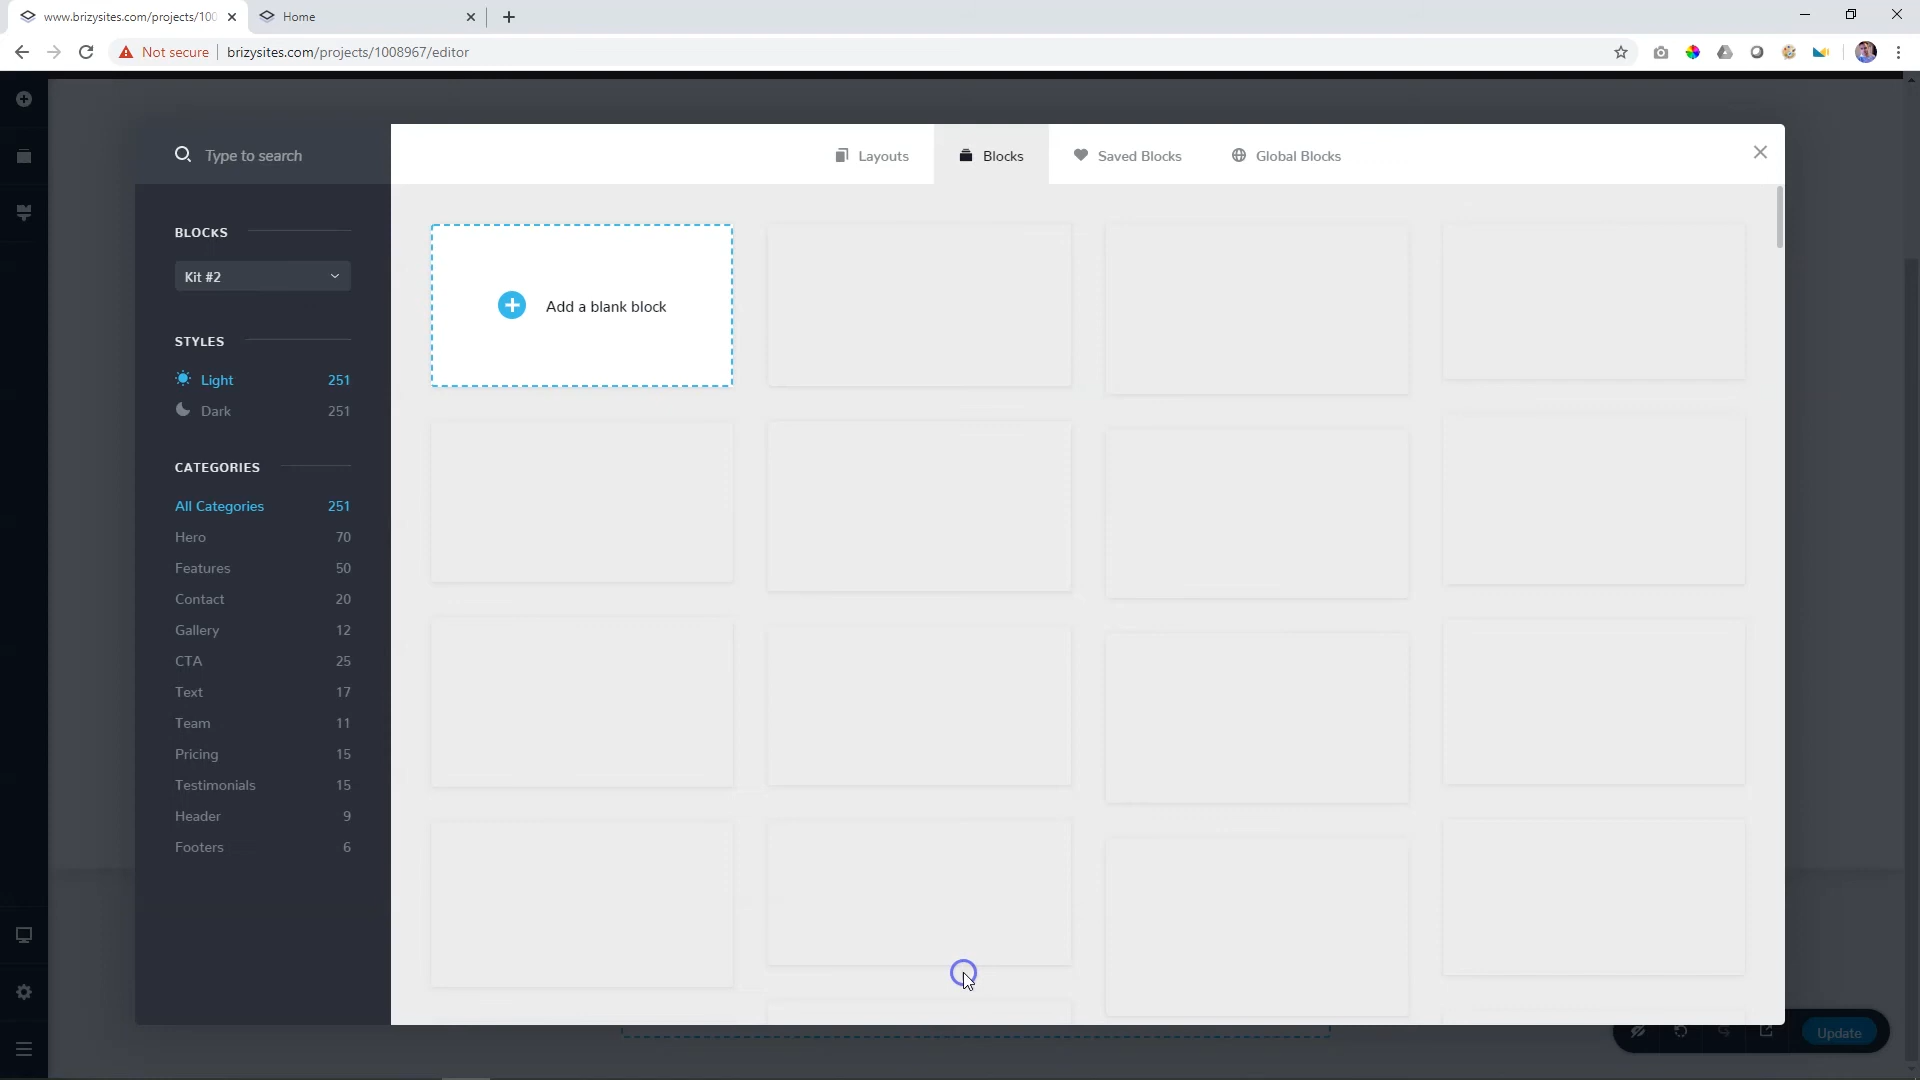 www.brizysites.com/projects/100
Home
Not secure
brizysites.com/projects/1008967/editor
Type to search
Layouts
Blocks
Saved Blocks
Global Blocks
BLOCKS
Kit #2
Add a blank block
STYLES
Light 251
Dark 251
CATEGORIES
All Categories 251
Hero 70
Features 50
Contact 20
Gallery 12
CTA 25
Text 17
Team 11
Pricing 15
Testimonials 15
Header 9
Footers 6
Update